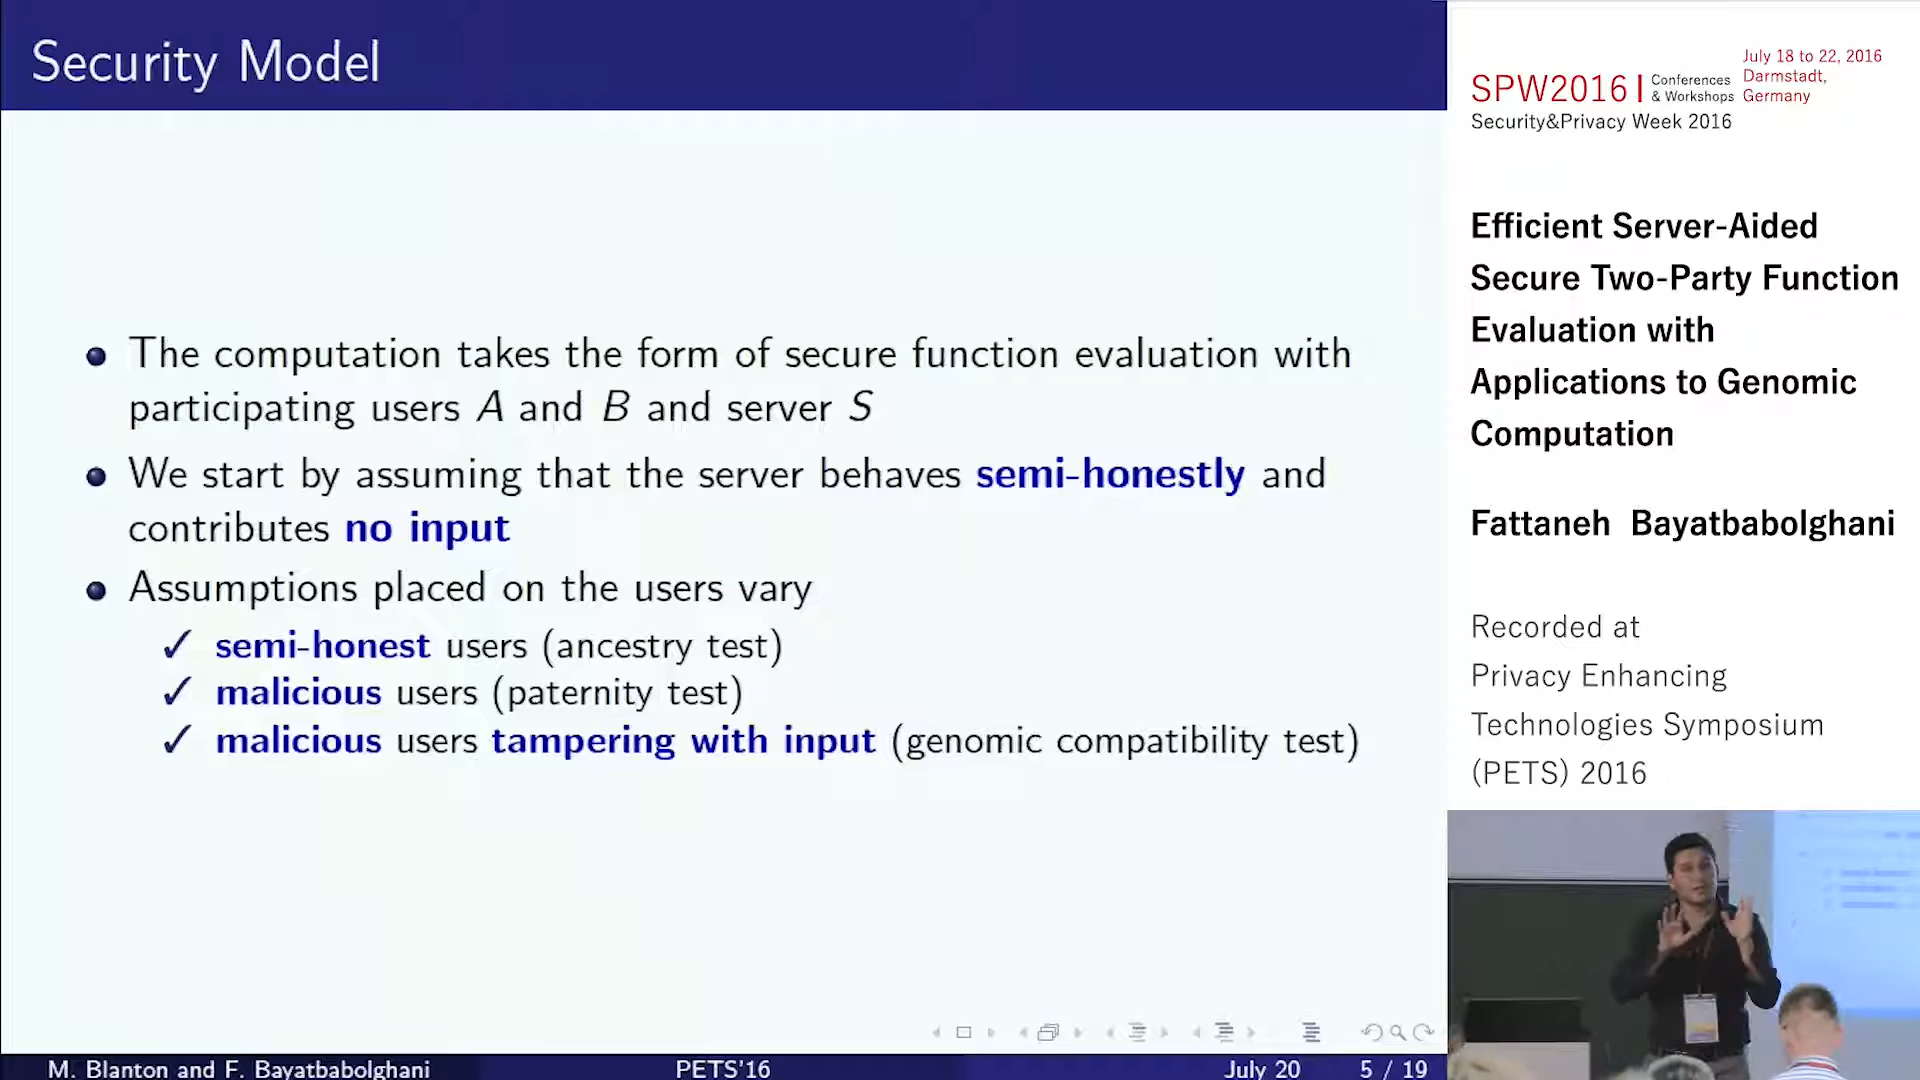 Security Model
The computation takes the form of secure function evaluation with
participating users A and B and server S
We start by assuming that the server behaves semi-honestly and
contributes no input
Assumptions placed on the users vary
✓ semi-honest users (ancestry test)
✓ malicious users (paternity test)
✓ malicious users tampering with input (genomic compatibility test)
M. Blanton and F. Bayatbabolghani
PETS'16
July 20
5 / 19
SPW2016 | Conferences
& Workshops
July 18 to 22, 2016
Darmstadt,
Germany
Security&Privacy Week 2016
Efficient Server-Aided
Secure Two-Party Function
Evaluation with
Applications to Genomic
Computation
Fattaneh Bayatbabolghani
Recorded at
Privacy Enhancing
Technologies Symposium
(PETS) 2016